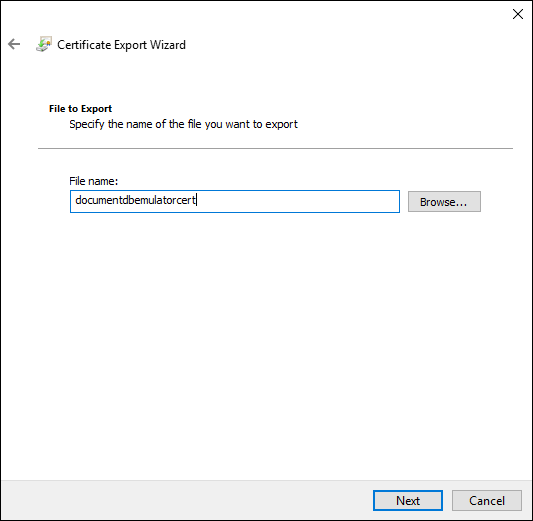 Certificate Export Wizard
File to Export
Specify the name of the file you want to export
File name:
documentdbemulatorcert
Browse...
Next
Cancel